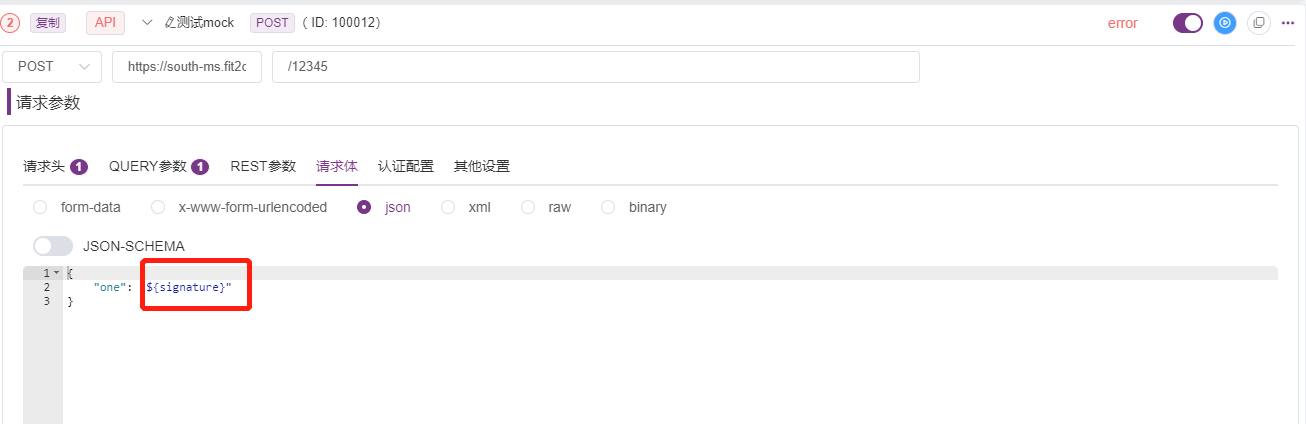 2 复制 API 测试mock POST ( ID: 100012) error
POST https://south-ms.fit2c /12345
请求参数
请求头 1 QUERY参数 1 REST参数 请求体 认证配置 其他设置
form-data x-www-form-urlencoded json xml raw binary
JSON-SCHEMA
1 {
2 "one": "${signature}"
3 }